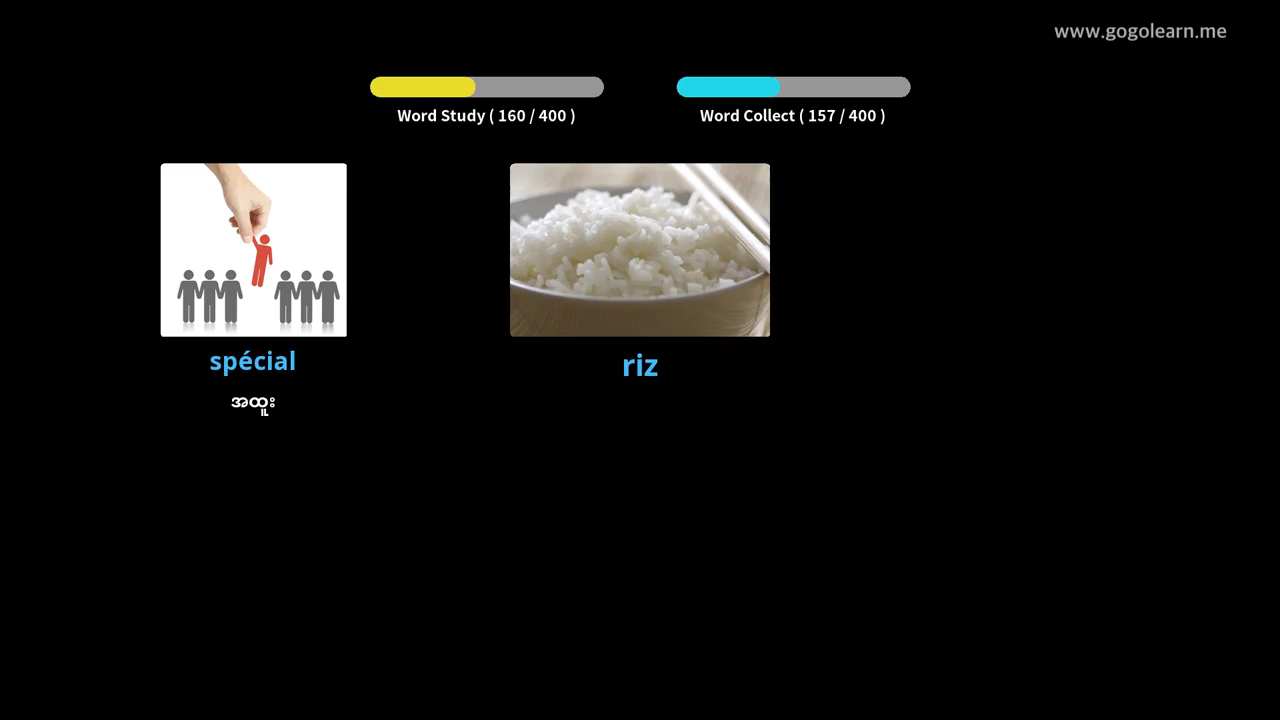 www.gogolearn.me
Word Study ( 160 / 400 )
Word Collect ( 157 / 400 )
spécial
အထူး
riz